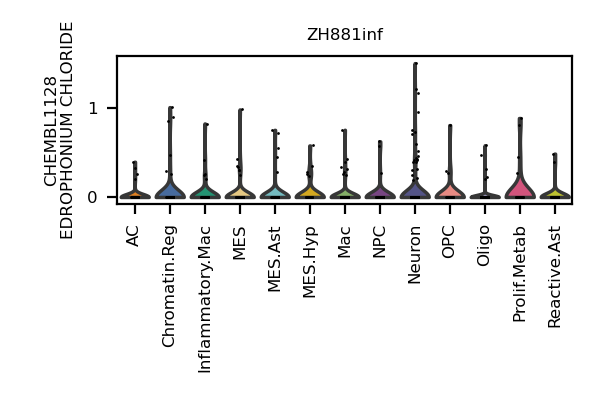 ZH881inf
CHEMBL1128
EDROPHONIUM CHLORIDE
1
0
AC
Chromatin.Reg
Inflammatory.Mac
MES
MES.Ast
MES.Hyp
Mac
NPC
Neuron
OPC
Oligo
Prolif.Metab
Reactive.Ast